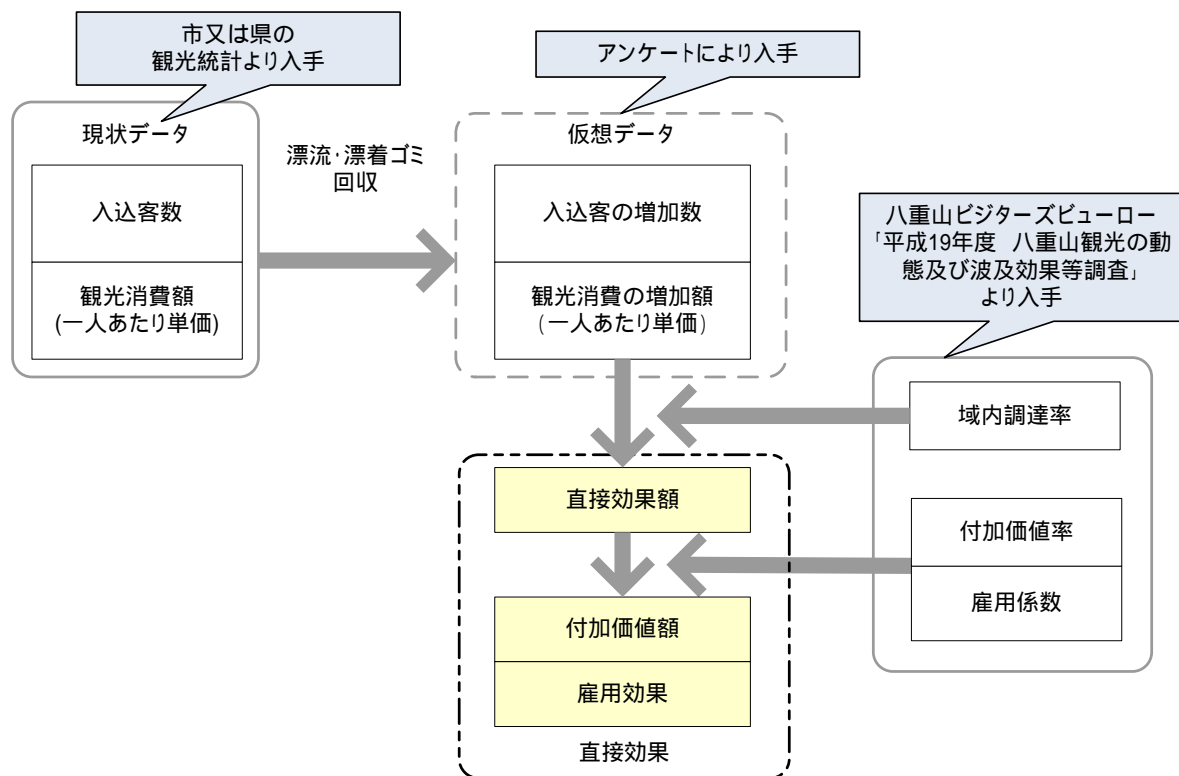 市又は県の
観光統計より入手
アンケートにより入手
現状データ
入込客数
観光消費額
(一人あたり単価)
漂流・漂着ゴミ
回収
仮想データ
入込客の増加数
観光消費の増加額
(一人あたり単価)
八重山ビジターズビューロー
「平成19年度 八重山観光の動
態及び波及効果等調査」
より入手
域内調達率
付加価値率
雇用係数
直接効果額
付加価値額
雇用効果
直接効果